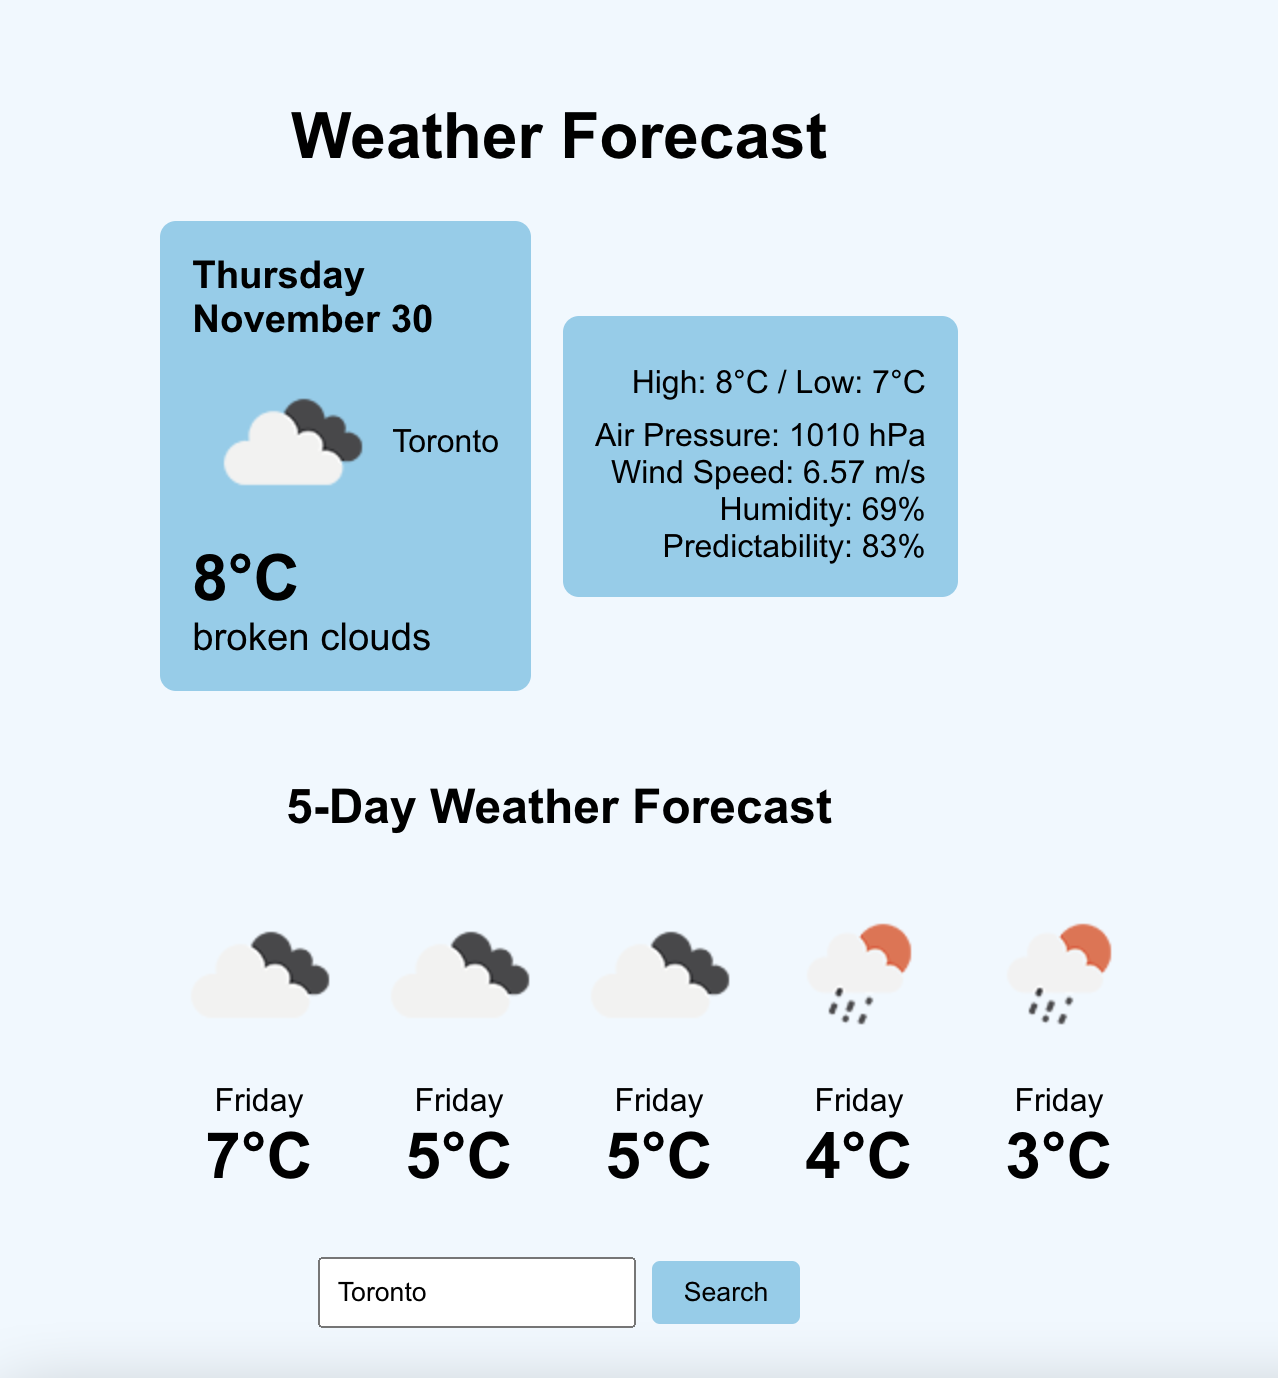 Weather Forecast
Thursday
November 30
Toronto
8°C
broken clouds
High: 8°C / Low: 7°C
Air Pressure: 1010 hPa
Wind Speed: 6.57 m/s
Humidity: 69%
Predictability: 83%
5-Day Weather Forecast
Friday Friday Friday Friday Friday
7°C 5°C 5°C 4°C 3°C
Toronto Search